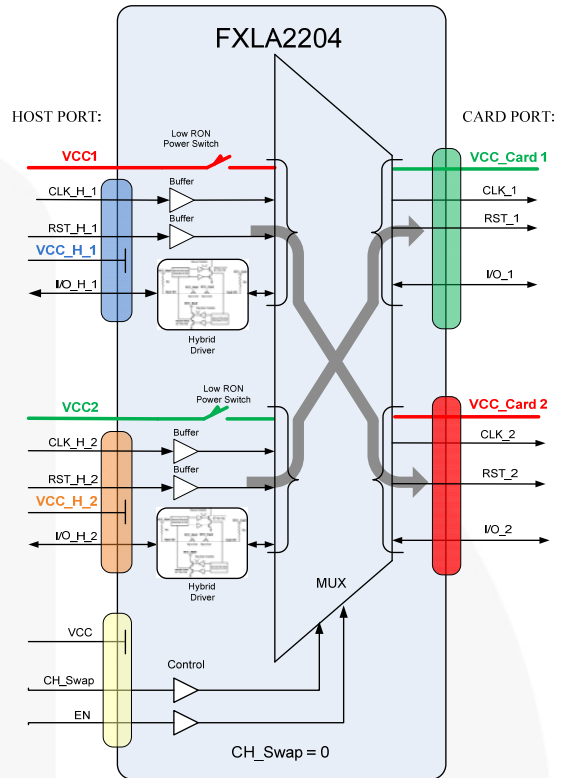 FXLA2204
HOST PORT:
CARD PORT:
Low RON
Power Switch
VCC1
VCC_Card 1
CLK_H_1
Buffer
CLK_1
RST_H_1
Buffer
RST_1
VCC_H_1
I/O_H_1
I/O_1
Hybrid
Driver
Low RON
Power Switch
VCC2
VCC_Card 2
CLK_H_2
Buffer
CLK_2
RST_H_2
Buffer
RST_2
VCC_H_2
I/O_H_2
I/O_2
Hybrid
Driver
MUX
VCC
Control
CH_Swap
EN
CH_Swap = 0